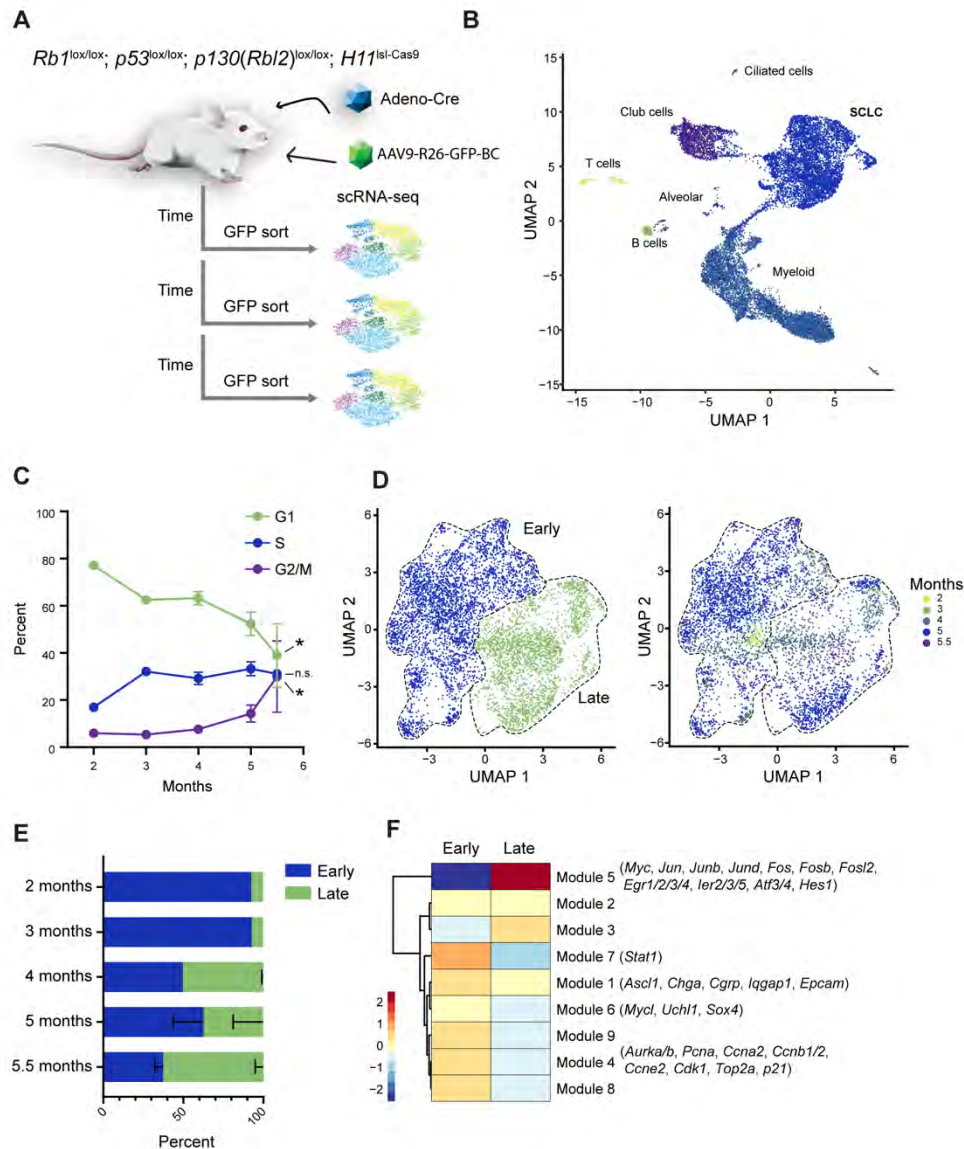 A
Rb1lox/lox; p53lox/lox; p130(Rbl2)lox/lox; H11lsl-Cas9
Adeno-Cre
AAV9-R26-GFP-BC
scRNA-seq
Time
GFP sort
Time
GFP sort
Time
GFP sort
B
Ciliated cells
Club cells
SCLC
T cells
Alveolar
B cells
Myeloid
15
10
5
0
−5
−10
−15
UMAP 2
−15
−10
−5
0
5
10
UMAP 1
C
100
80
60
40
20
0
Percent
G1
S
G2/M
*
n.s.
*
2
3
4
5
6
Months
D
6
3
0
−3
−6
UMAP 2
Early
Late
−3
0
3
6
UMAP 1
6
3
0
−3
−6
UMAP 2
−3
0
3
6
UMAP 1
Months
2
3
4
5
5.5
E
Early
Late
2 months
3 months
4 months
5 months
5.5 months
0
50
100
Percent
F
Early
Late
Module 5 (Myc, Jun, Junb, Jund, Fos, Fosb, Fosl2,
Egr1/2/3/4, Ier2/3/5, Atf3/4, Hes1)
Module 2
Module 3
Module 7 (Stat1)
Module 1 (Ascl1, Chga, Cgrp, Iqgap1, Epcam)
Module 6 (Mycl, Uchl1, Sox4)
Module 9
Module 4 (Aurka/b, Pcna, Ccna2, Ccnb1/2,
Ccne2, Cdk1, Top2a, p21)
Module 8
2
1
0
−1
−2